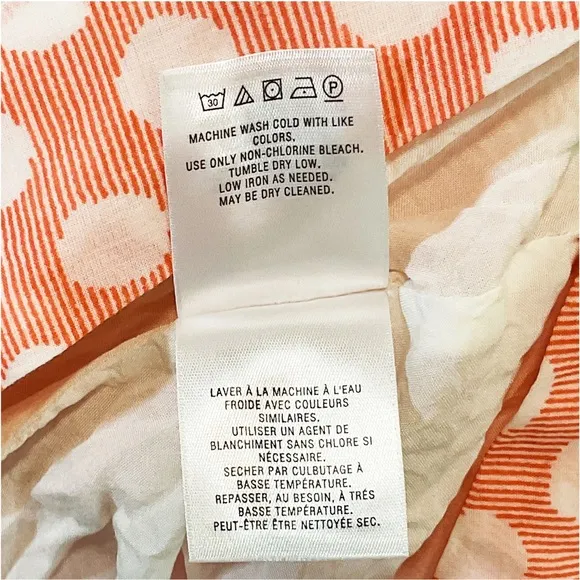 30 P
MACHINE WASH COLD WITH LIKE
COLORS.
USE ONLY NON-CHLORINE BLEACH.
TUMBLE DRY LOW.
LOW IRON AS NEEDED.
MAY BE DRY CLEANED.
LAVER À LA MACHINE À L'EAU
FROIDE AVEC COULEURS
SIMILAIRES.
UTILISER UN AGENT DE
BLANCHIMENT SANS CHLORE SI
NÉCESSAIRE.
SECHER PAR CULBUTAGE À
BASSE TEMPÉRATURE.
REPASSER, AU BESOIN, À TRÉS
BASSE TEMPÉRATURE.
PEUT-ÊTRE ÊTRE NETTOYÉE SEC.